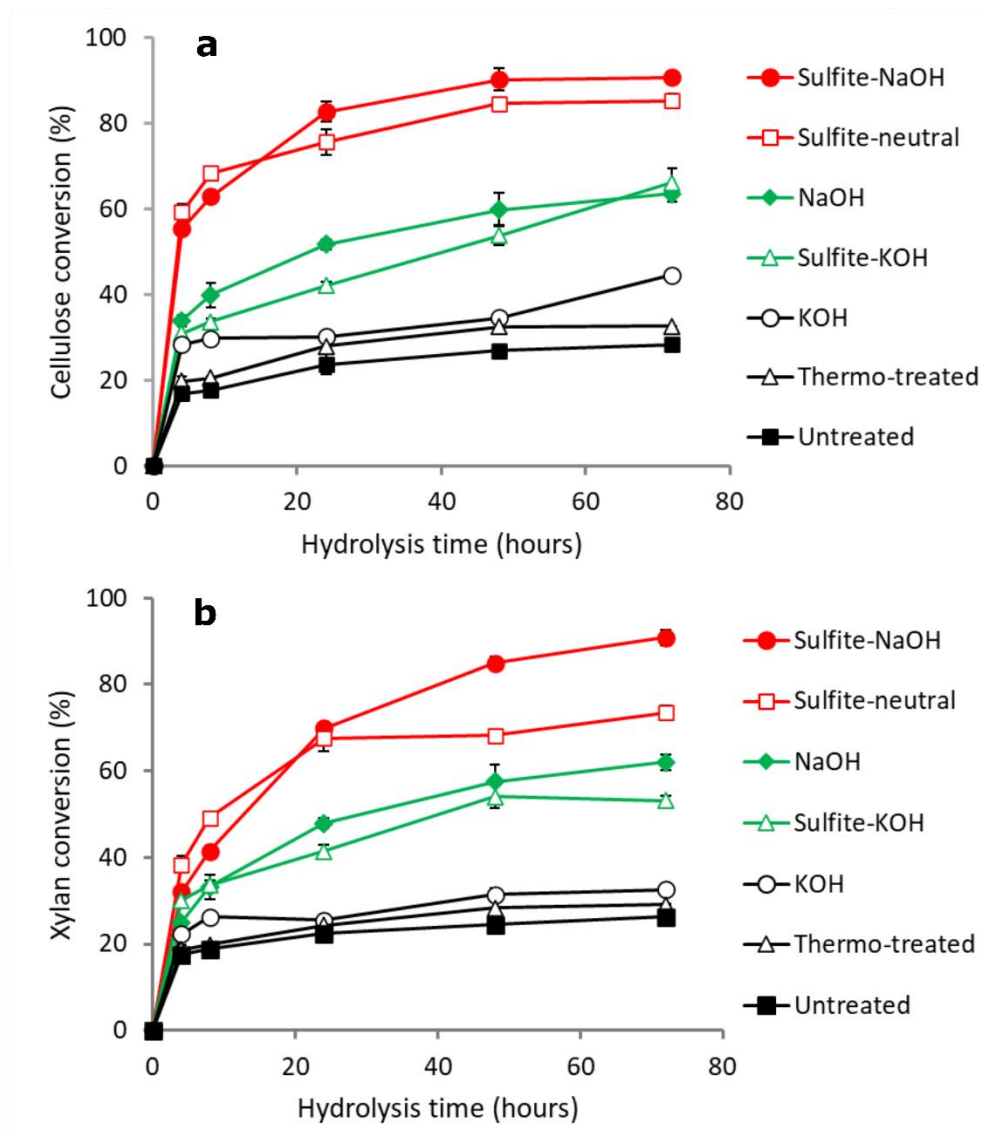 a
100
80
60
40
20
0
Cellulose conversion (%)
0 20 40 60 80
Hydrolysis time (hours)
Sulfite-NaOH
Sulfite-neutral
NaOH
Sulfite-KOH
KOH
Thermo-treated
Untreated
b
100
80
60
40
20
0
Xylan conversion (%)
0 20 40 60 80
Hydrolysis time (hours)
Sulfite-NaOH
Sulfite-neutral
NaOH
Sulfite-KOH
KOH
Thermo-treated
Untreated